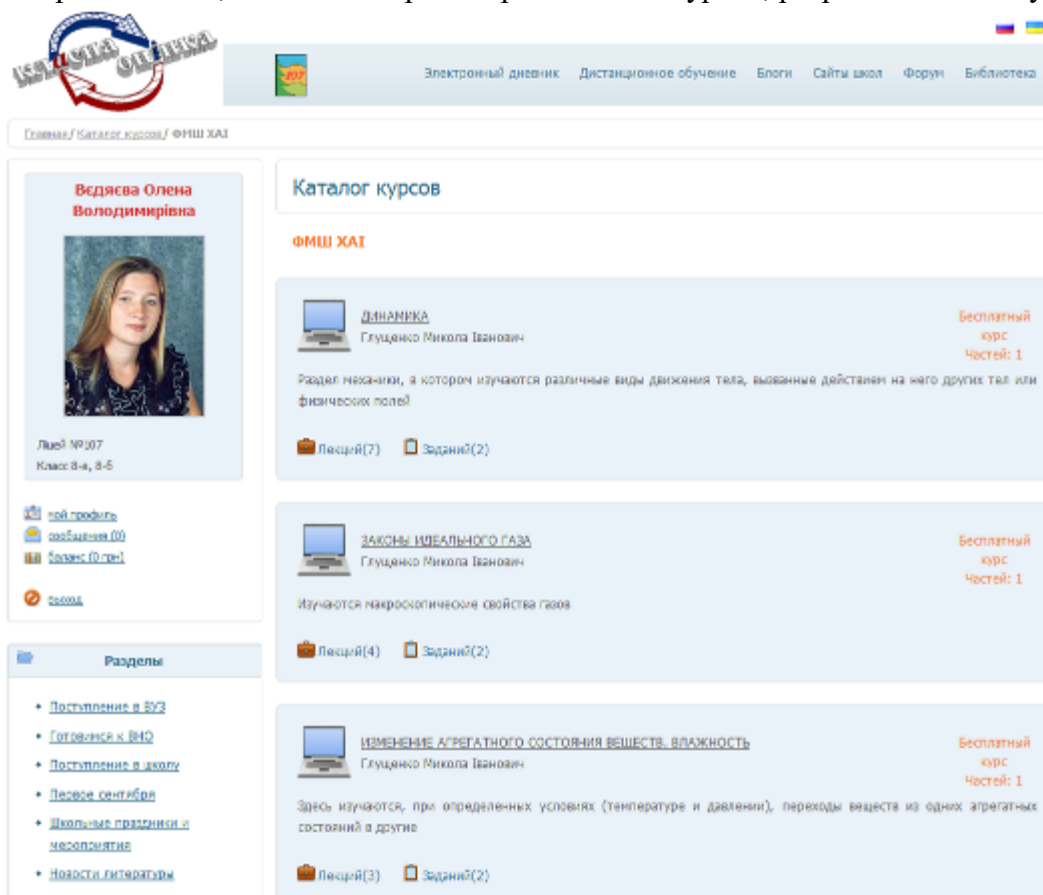 класна оцінка
107
Электронный дневник Дистанционное обучение Блоги Сайты школ Форум Библиотека
Главная / Каталог курсов / ФМШ ХАІ
Вєдяєва Олена
Володимирівна
Ліцей №107
Класс 8-а, 8-б
мой профиль
сообщения (0)
баланс (0 грн)
выход
Разделы
Поступление в ВУЗ
Готовимся к ВНО
Поступление в школу
Первое сентября
Школьные праздники и
мероприятия
Новости литературы
Каталог курсов
ФМШ ХАІ
ДИНАМИКА
Глущенко Микола Іванович
Бесплатный
курс
Частей: 1
Раздел механики, в котором изучаются различные виды движения тела, вызванные действием на него других тел или
физических полей
Лекций(7) Заданий(2)
ЗАКОНЫ ИДЕАЛЬНОГО ГАЗА
Глущенко Микола Іванович
Бесплатный
курс
Частей: 1
Изучаются макроскопические свойства газов
Лекций(4) Заданий(2)
ИЗМЕНЕНИЕ АГРЕГАТНОГО СОСТОЯНИЯ ВЕЩЕСТВ. ВЛАЖНОСТЬ
Глущенко Микола Іванович
Бесплатный
курс
Частей: 1
Здесь изучаются, при определенных условиях (температуре и давлении), переходы веществ из одних агрегатных
состояний в другие
Лекций(3) Заданий(2)